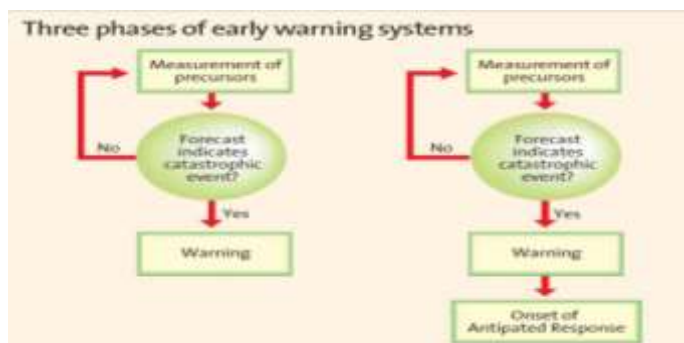 Three phases of early warning systems
Measurement of
precursors
No
Forecast
indicates
catastrophic
event?
Yes
Warning
Measurement of
precursors
No
Forecast
indicates
catastrophic
event?
Yes
Warning
Onset of
Antipated Response